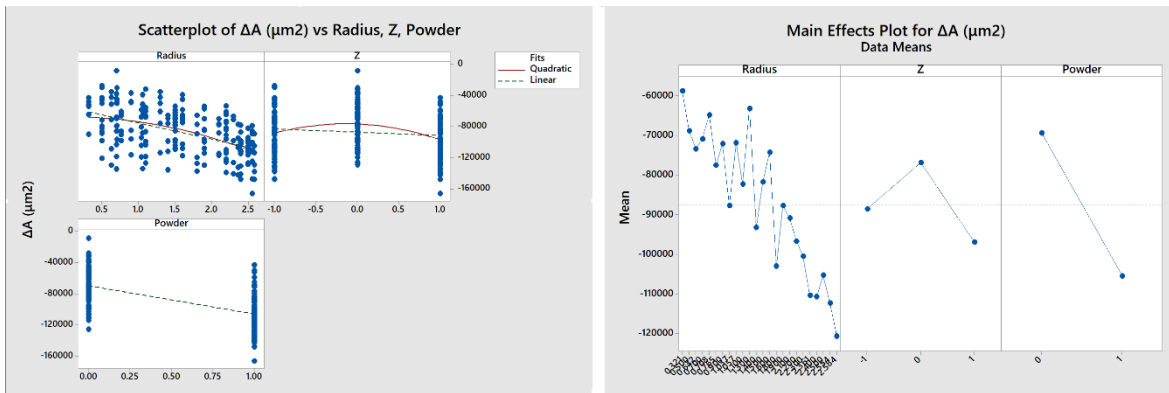 Scatterplot of ΔA (µm2) vs Radius, Z, Powder
Radius
Z
Fits
Quadratic
Linear
0
-40000
-80000
-120000
-160000
0.5
1.0
1.5
2.0
2.5
-1.0
-0.5
0.0
0.5
1.0
ΔA (µm2)
Powder
0
-40000
-80000
-120000
-160000
0.00
0.25
0.50
0.75
1.00
Main Effects Plot for ΔA (µm2)
Data Means
Radius
Z
Powder
Mean
-60000
-70000
-80000
-90000
-100000
-110000
-120000
-1
0
1
0
1